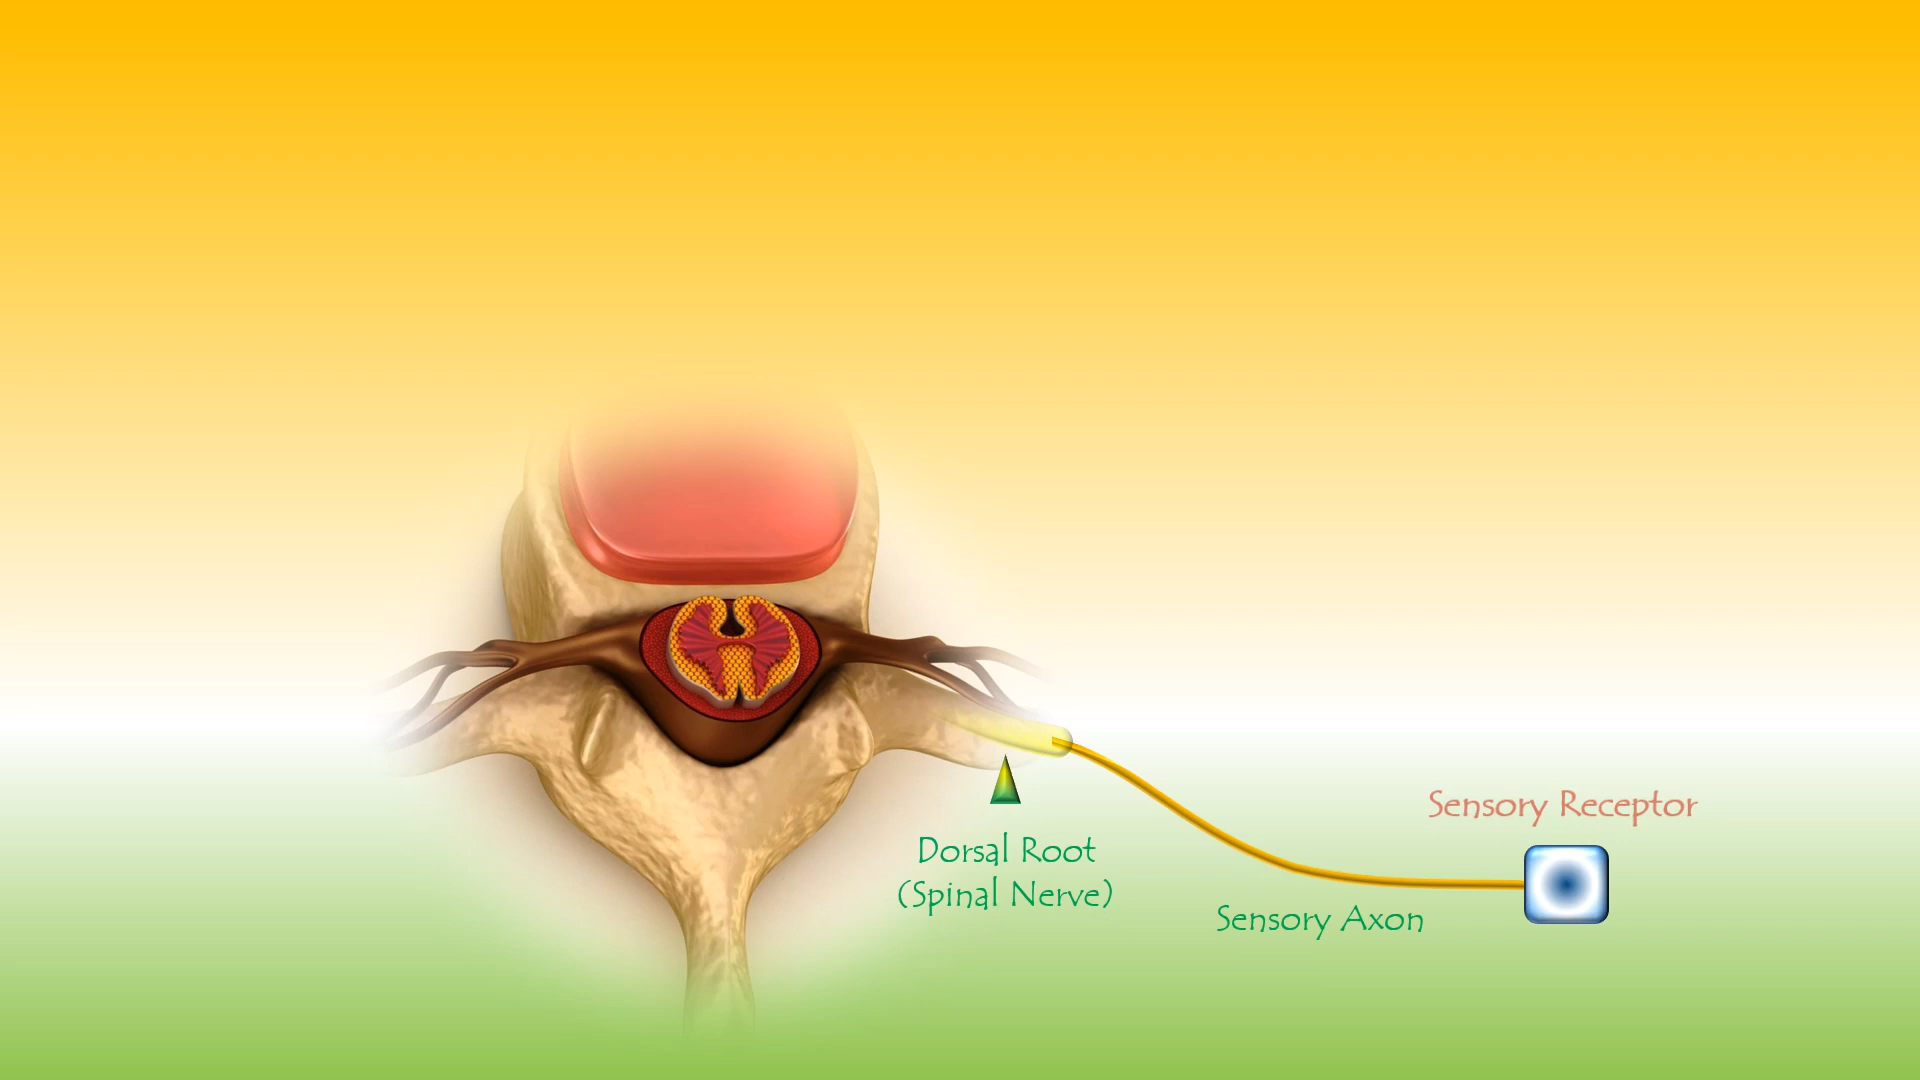 Sensory Receptor
Dorsal Root
(Spinal Nerve)
Sensory Axon